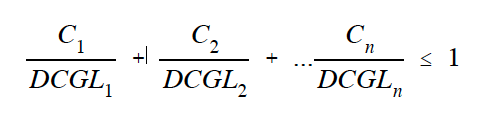 C₁/DCGL₁ + C₂/DCGL₂ + ... Cₙ/DCGLₙ ≤ 1